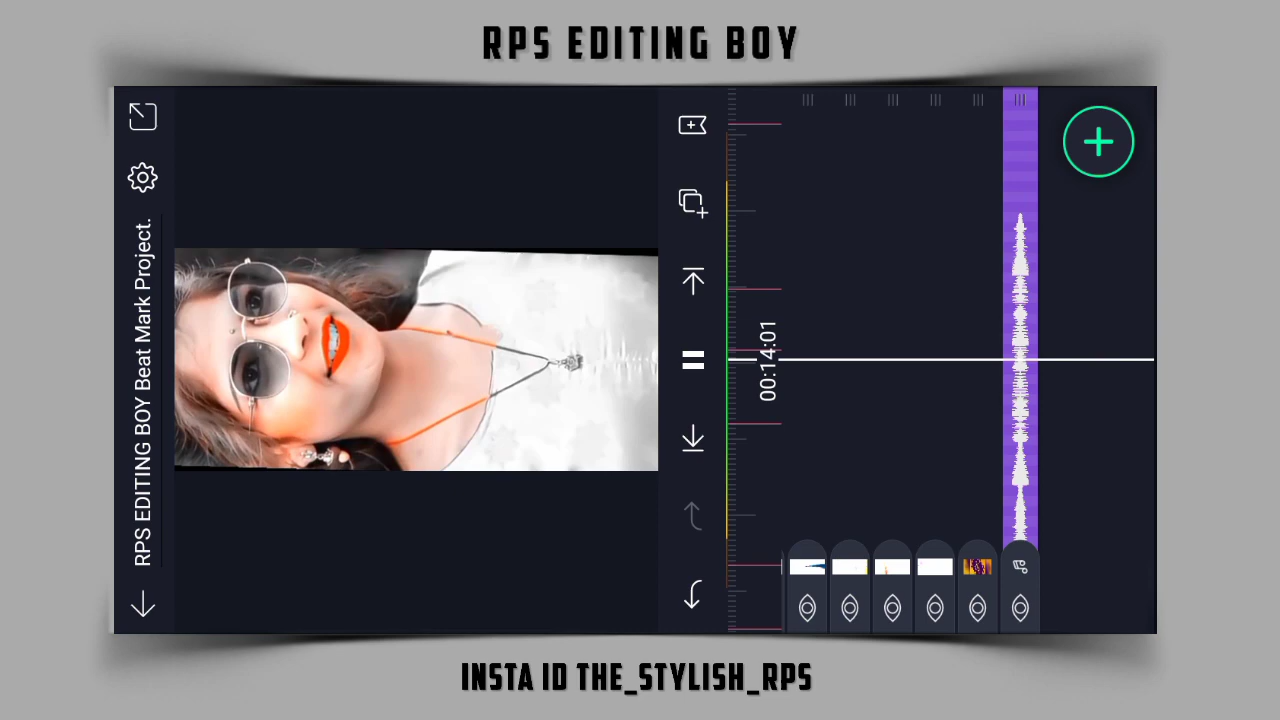 RPS EDITING BOY
RPS EDITING BOY Beat Mark Project.
00:14:01
INSTA ID THE_STYLISH_RPS